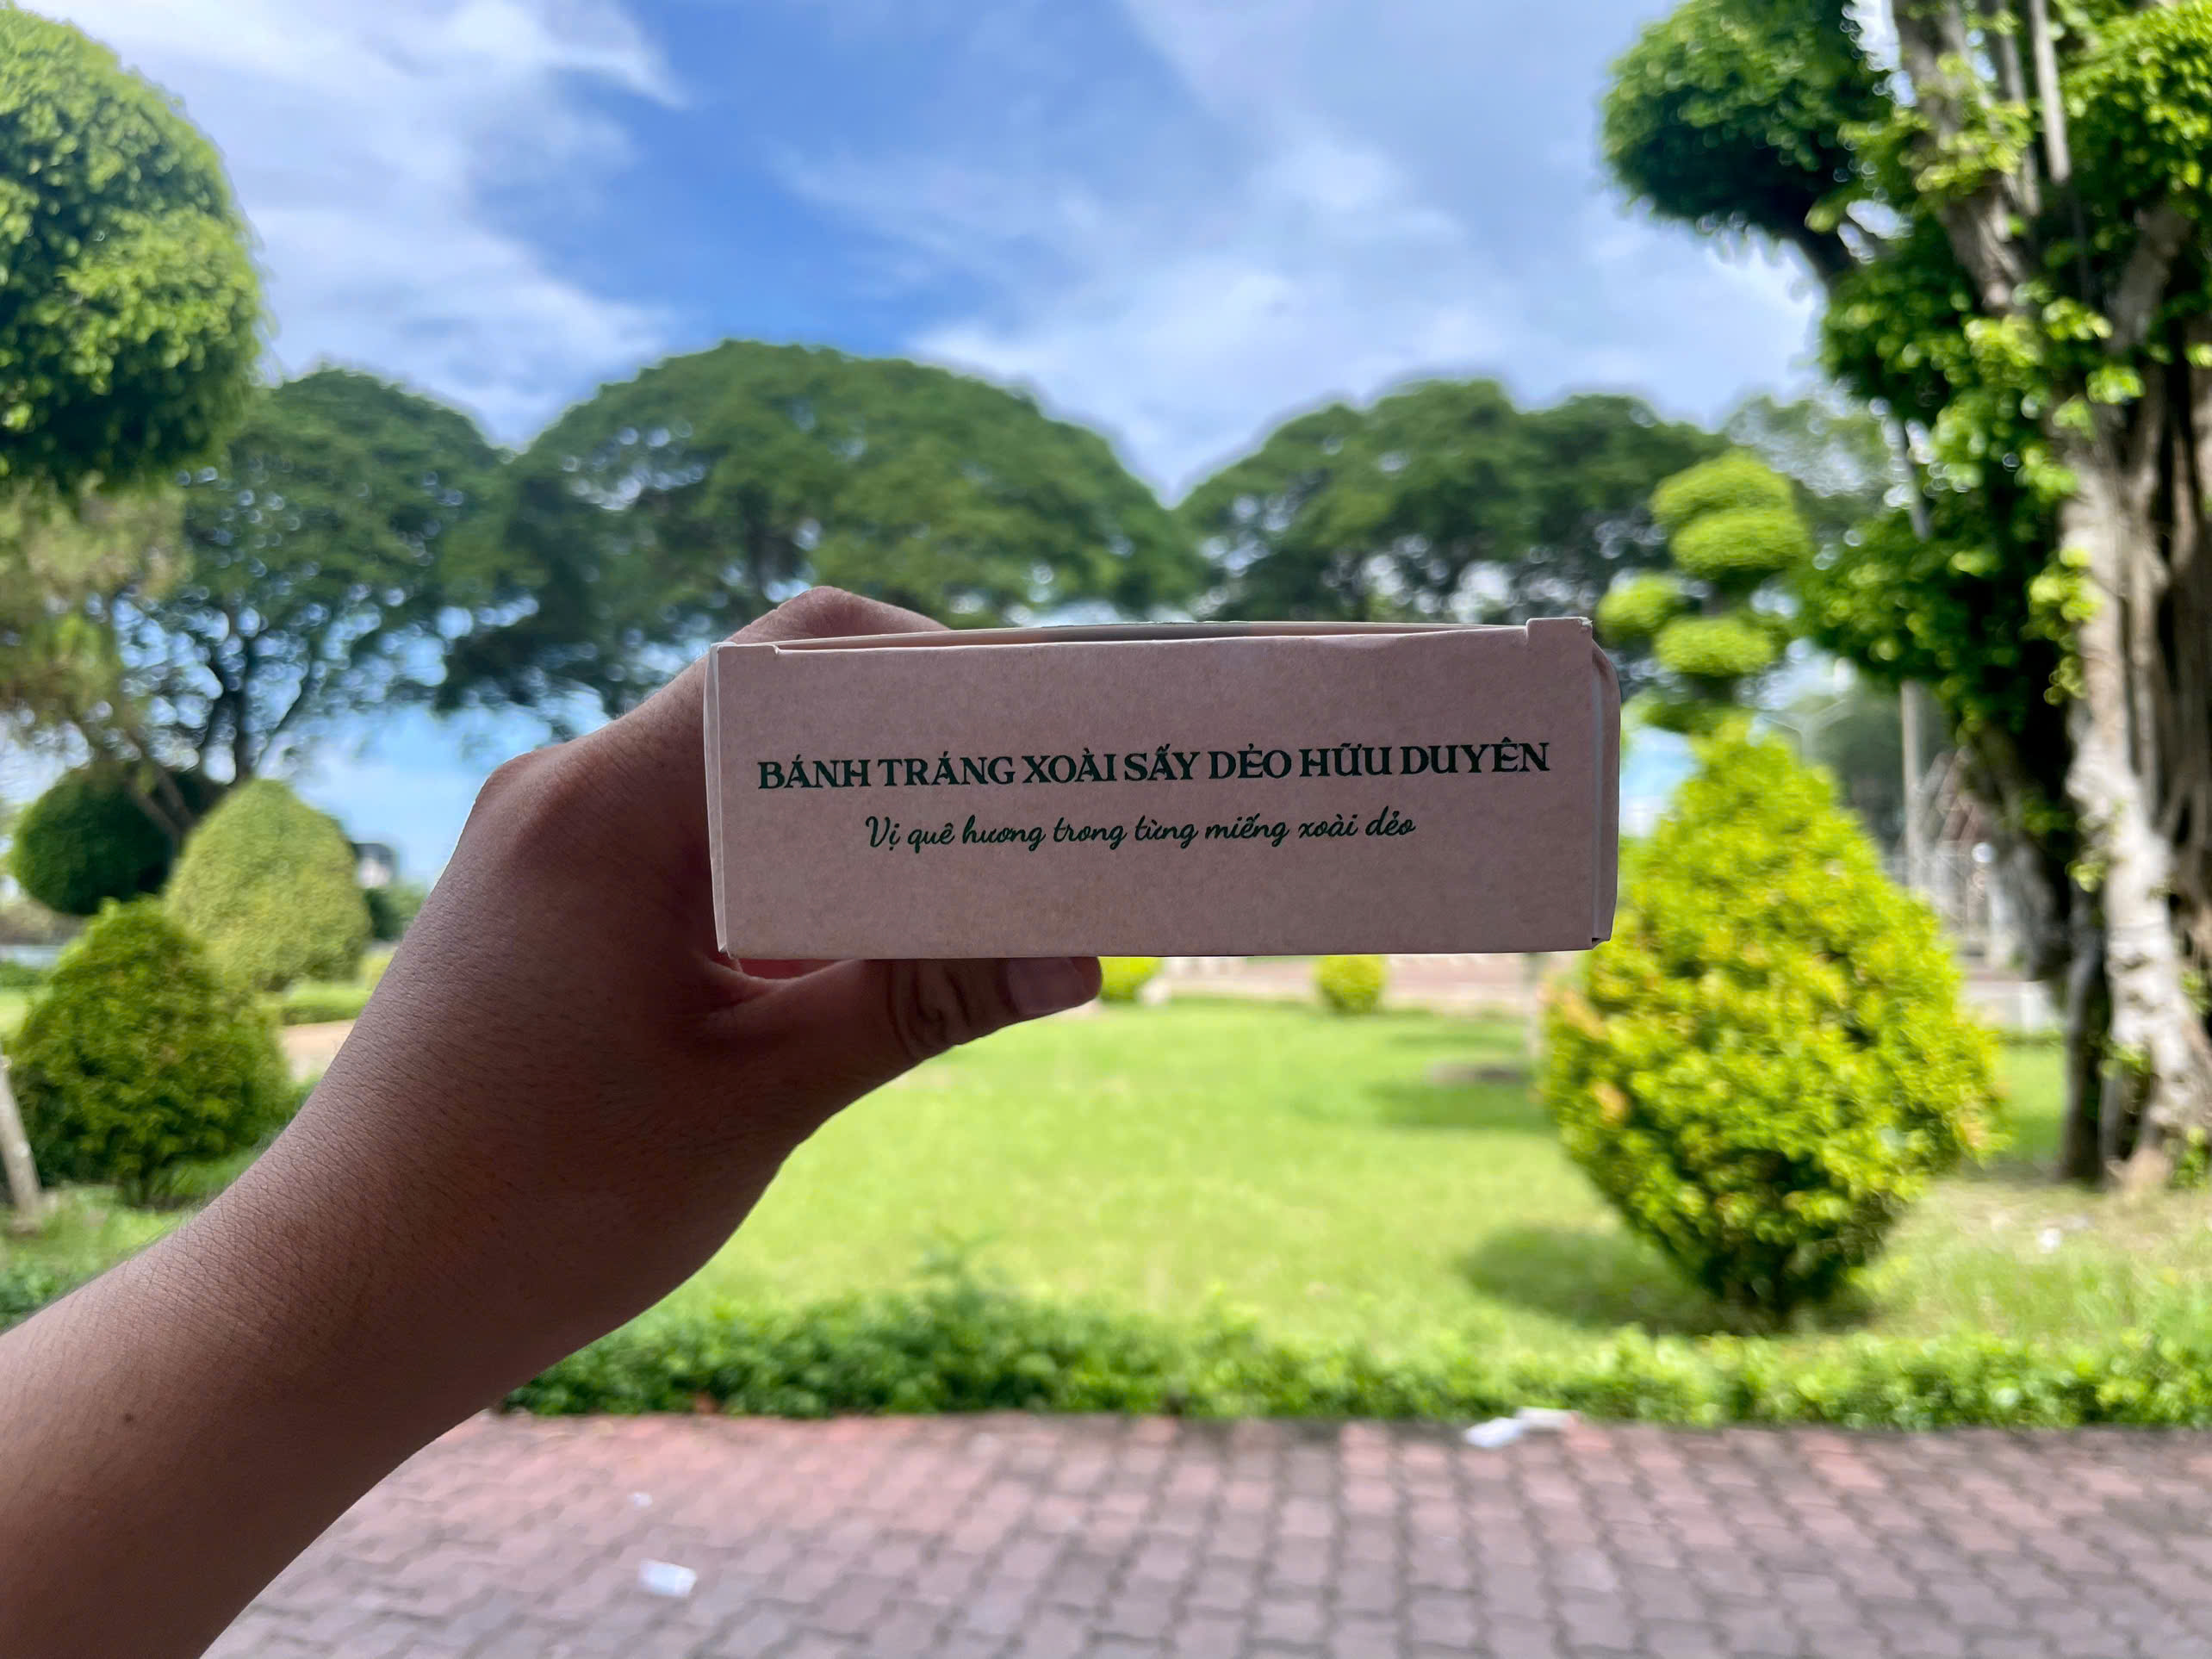 BÁNH TRÁNG XOÀI SẤY DẺO HỮU DUYÊN
Vị quê hương trong từng miếng xoài dẻo